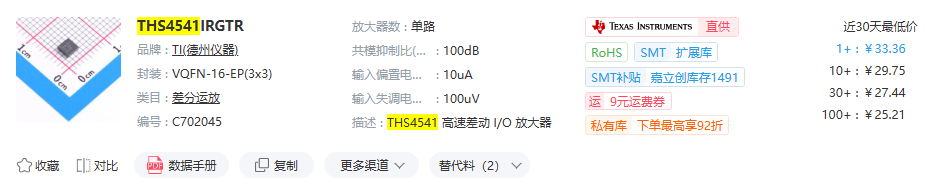 THS4541IRGTR
品牌：TI(德州仪器)
封装：VQFN-16-EP(3x3)
类目：差分运放
编号：C702045
放大器数：单路
共模抑制比(...：100dB
输入偏置电...：10uA
输入失调电...：100uV
描述：THS4541 高速差动 I/O 放大器
TEXAS INSTRUMENTS 直供
RoHS SMT 扩展库
SMT补贴 嘉立创库存1491
运 9元运费券
私有库 下单最高享92折
近30天最低价
1+：￥33.36
10+：￥29.75
30+：￥27.44
100+：￥25.21
1cm 0 0 1cm
收藏 对比 PDF 数据手册 复制 更多渠道 替代料（2）